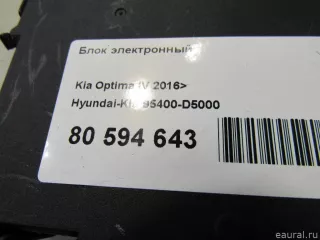 Блок электронный
Kia Optima IV 2016>
Hyundai-Kia 95400-D5000
80 594 643
eaural.ru